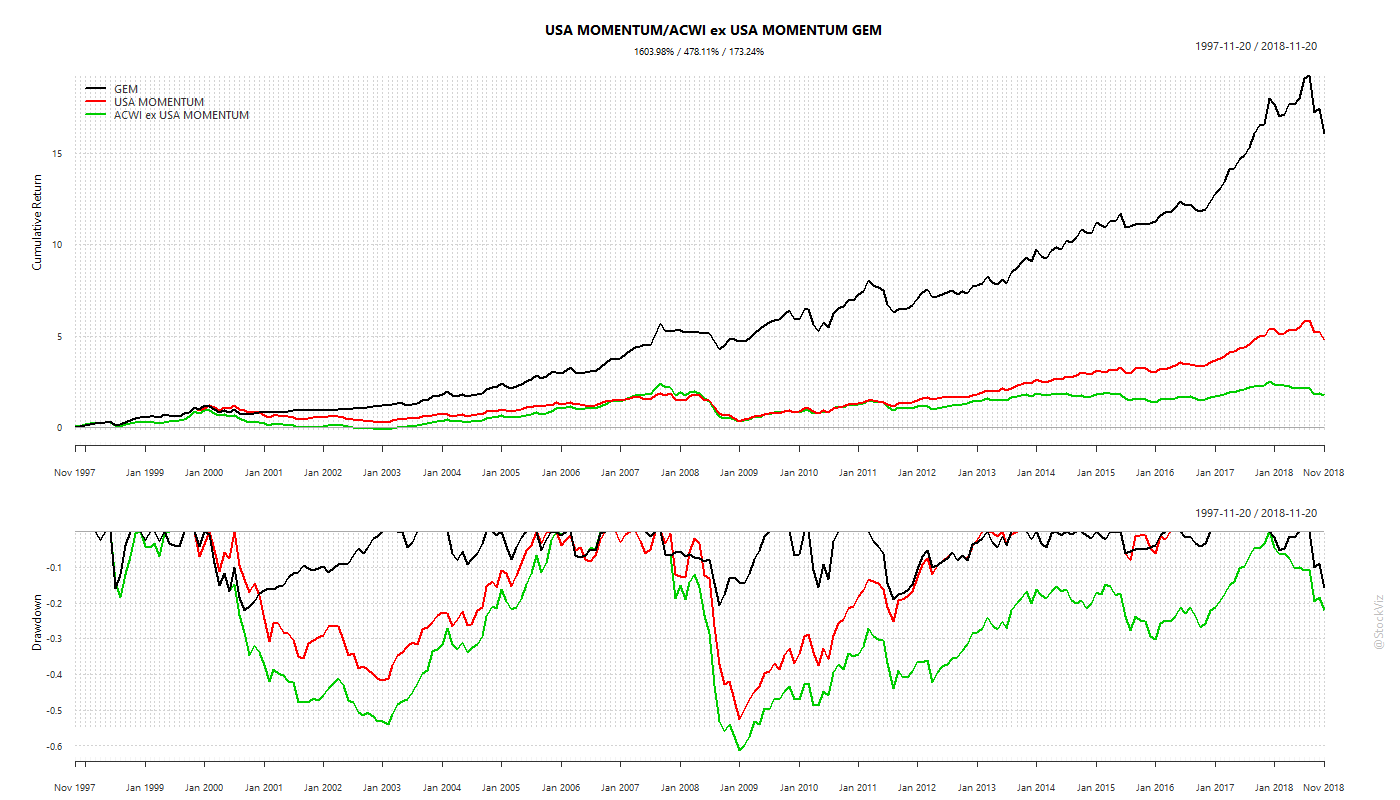 USA MOMENTUM/ACWI ex USA MOMENTUM GEM
1603.98% / 478.11% / 173.24%
1997-11-20 / 2018-11-20
GEM
USA MOMENTUM
ACWI ex USA MOMENTUM
Cumulative Return
15
10
5
0
Nov 1997 Jan 1999 Jan 2000 Jan 2001 Jan 2002 Jan 2003 Jan 2004 Jan 2005 Jan 2006 Jan 2007 Jan 2008 Jan 2009 Jan 2010 Jan 2011 Jan 2012 Jan 2013 Jan 2014 Jan 2015 Jan 2016 Jan 2017 Jan 2018 Nov 2018
1997-11-20 / 2018-11-20
Drawdown
-0.1
-0.2
-0.3
-0.4
-0.5
-0.6
Nov 1997 Jan 1999 Jan 2000 Jan 2001 Jan 2002 Jan 2003 Jan 2004 Jan 2005 Jan 2006 Jan 2007 Jan 2008 Jan 2009 Jan 2010 Jan 2011 Jan 2012 Jan 2013 Jan 2014 Jan 2015 Jan 2016 Jan 2017 Jan 2018 Nov 2018
@StockViz